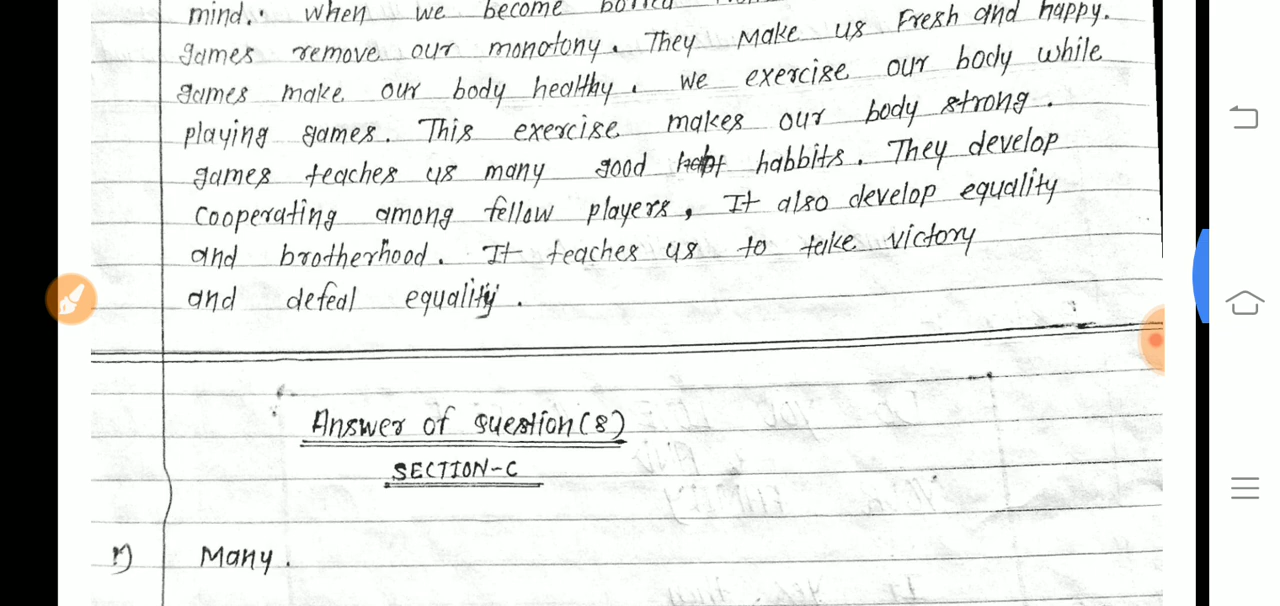 mind. when we become
games remove our monotony. They Make us Fresh and happy.
games make our body healthy. we exercise our body while
playing games. This exercise makes our body strong.
games teaches us many good habbits. They develop
Cooperating among fellow players, It also develop equality
and brotherhood. It teaches us to take victory
and defeal equality.
Answer of question (8)
SECTION-C
Many.